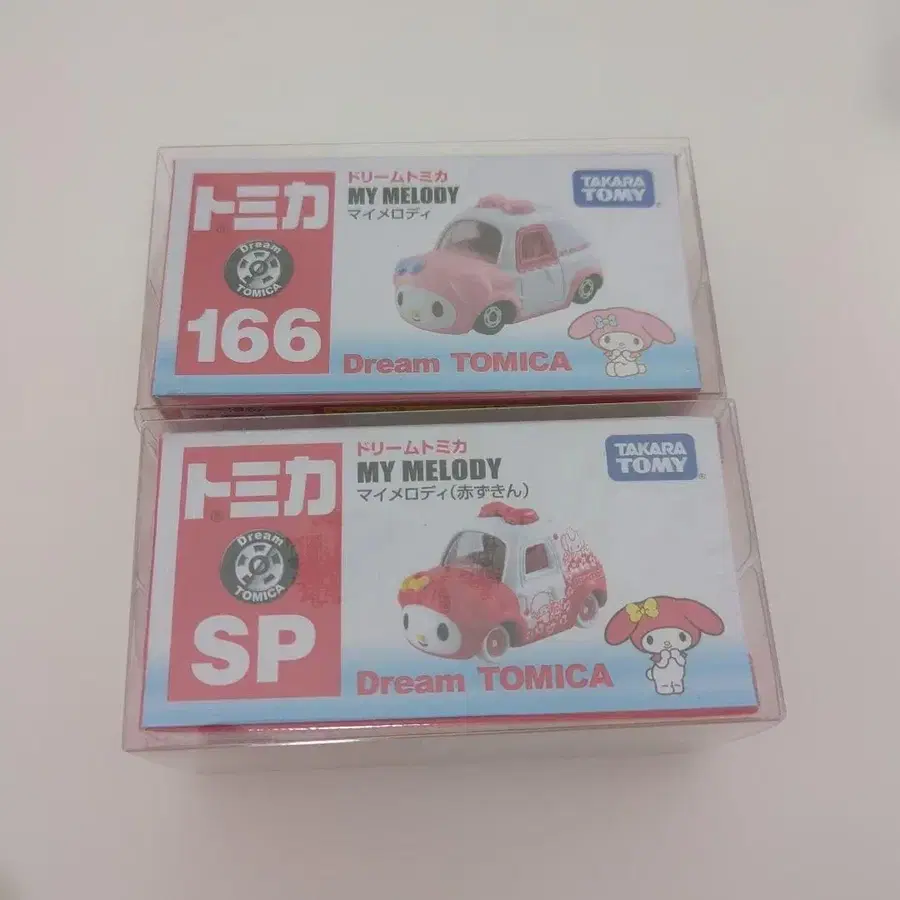 トミカ
Dream
TOMICA
166
ドリームトミカ
MY MELODY
マイメロディ
TAKARA
TOMY
Dream TOMICA
トミカ
Dream
TOMICA
SP
ドリームトミカ
MY MELODY
マイメロディ(赤ずきん)
TAKARA
TOMY
Dream TOMICA